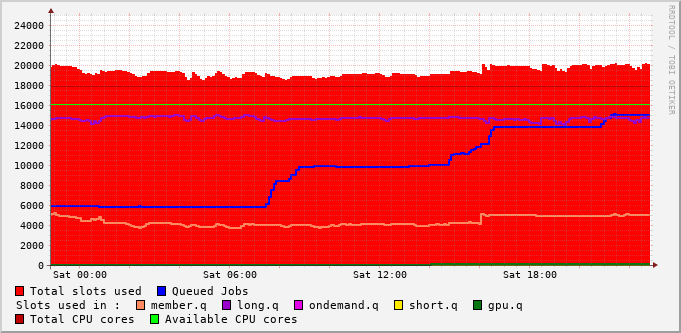 24000
22000
20000
18000
16000
14000
12000
10000
8000
6000
4000
2000
0
Sat 00:00 Sat 06:00 Sat 12:00 Sat 18:00
RRDTOOL / TOBI OETIKER
Total slots used Queued Jobs
Slots used in : member.q long.q ondemand.q short.q gpu.q
Total CPU cores Available CPU cores